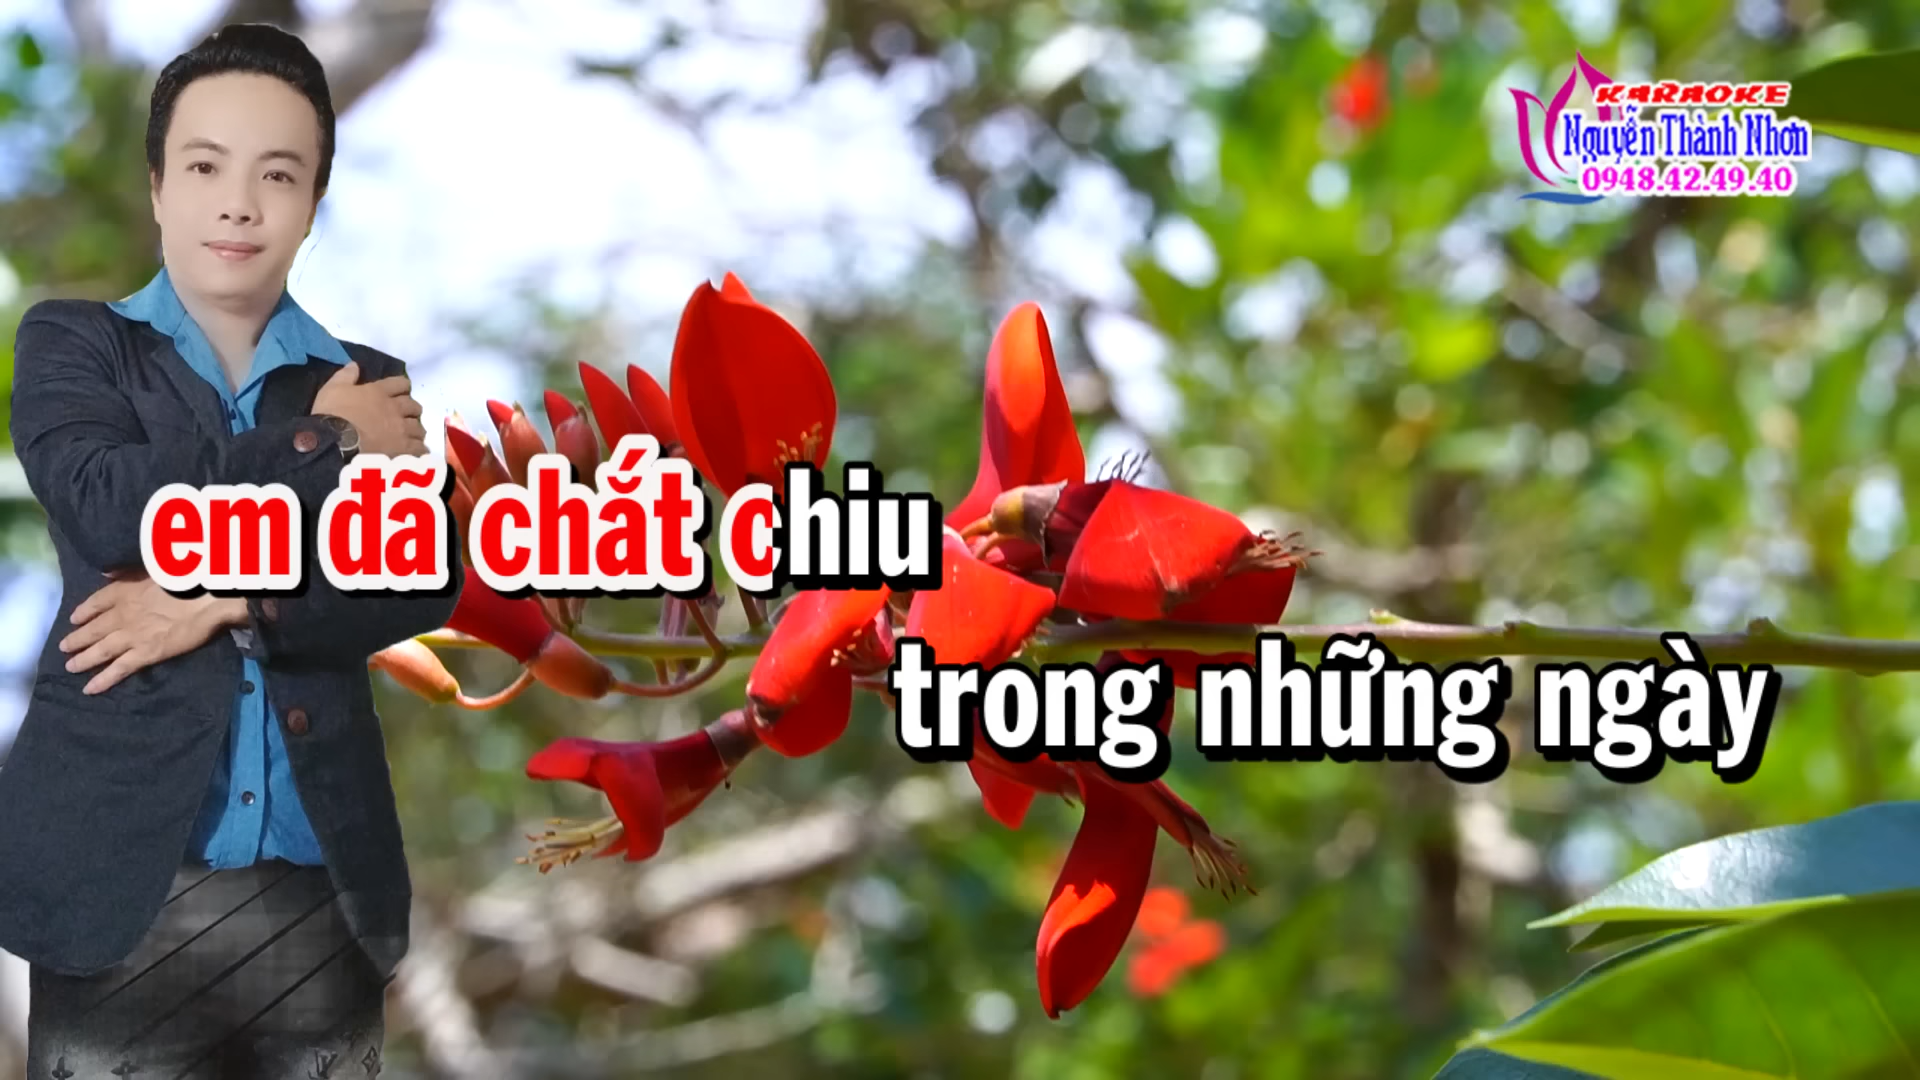 KARAOKE
Nguyễn Thành Nhơn
0948.42.49.40
em đã chắt chiu
trong những ngày